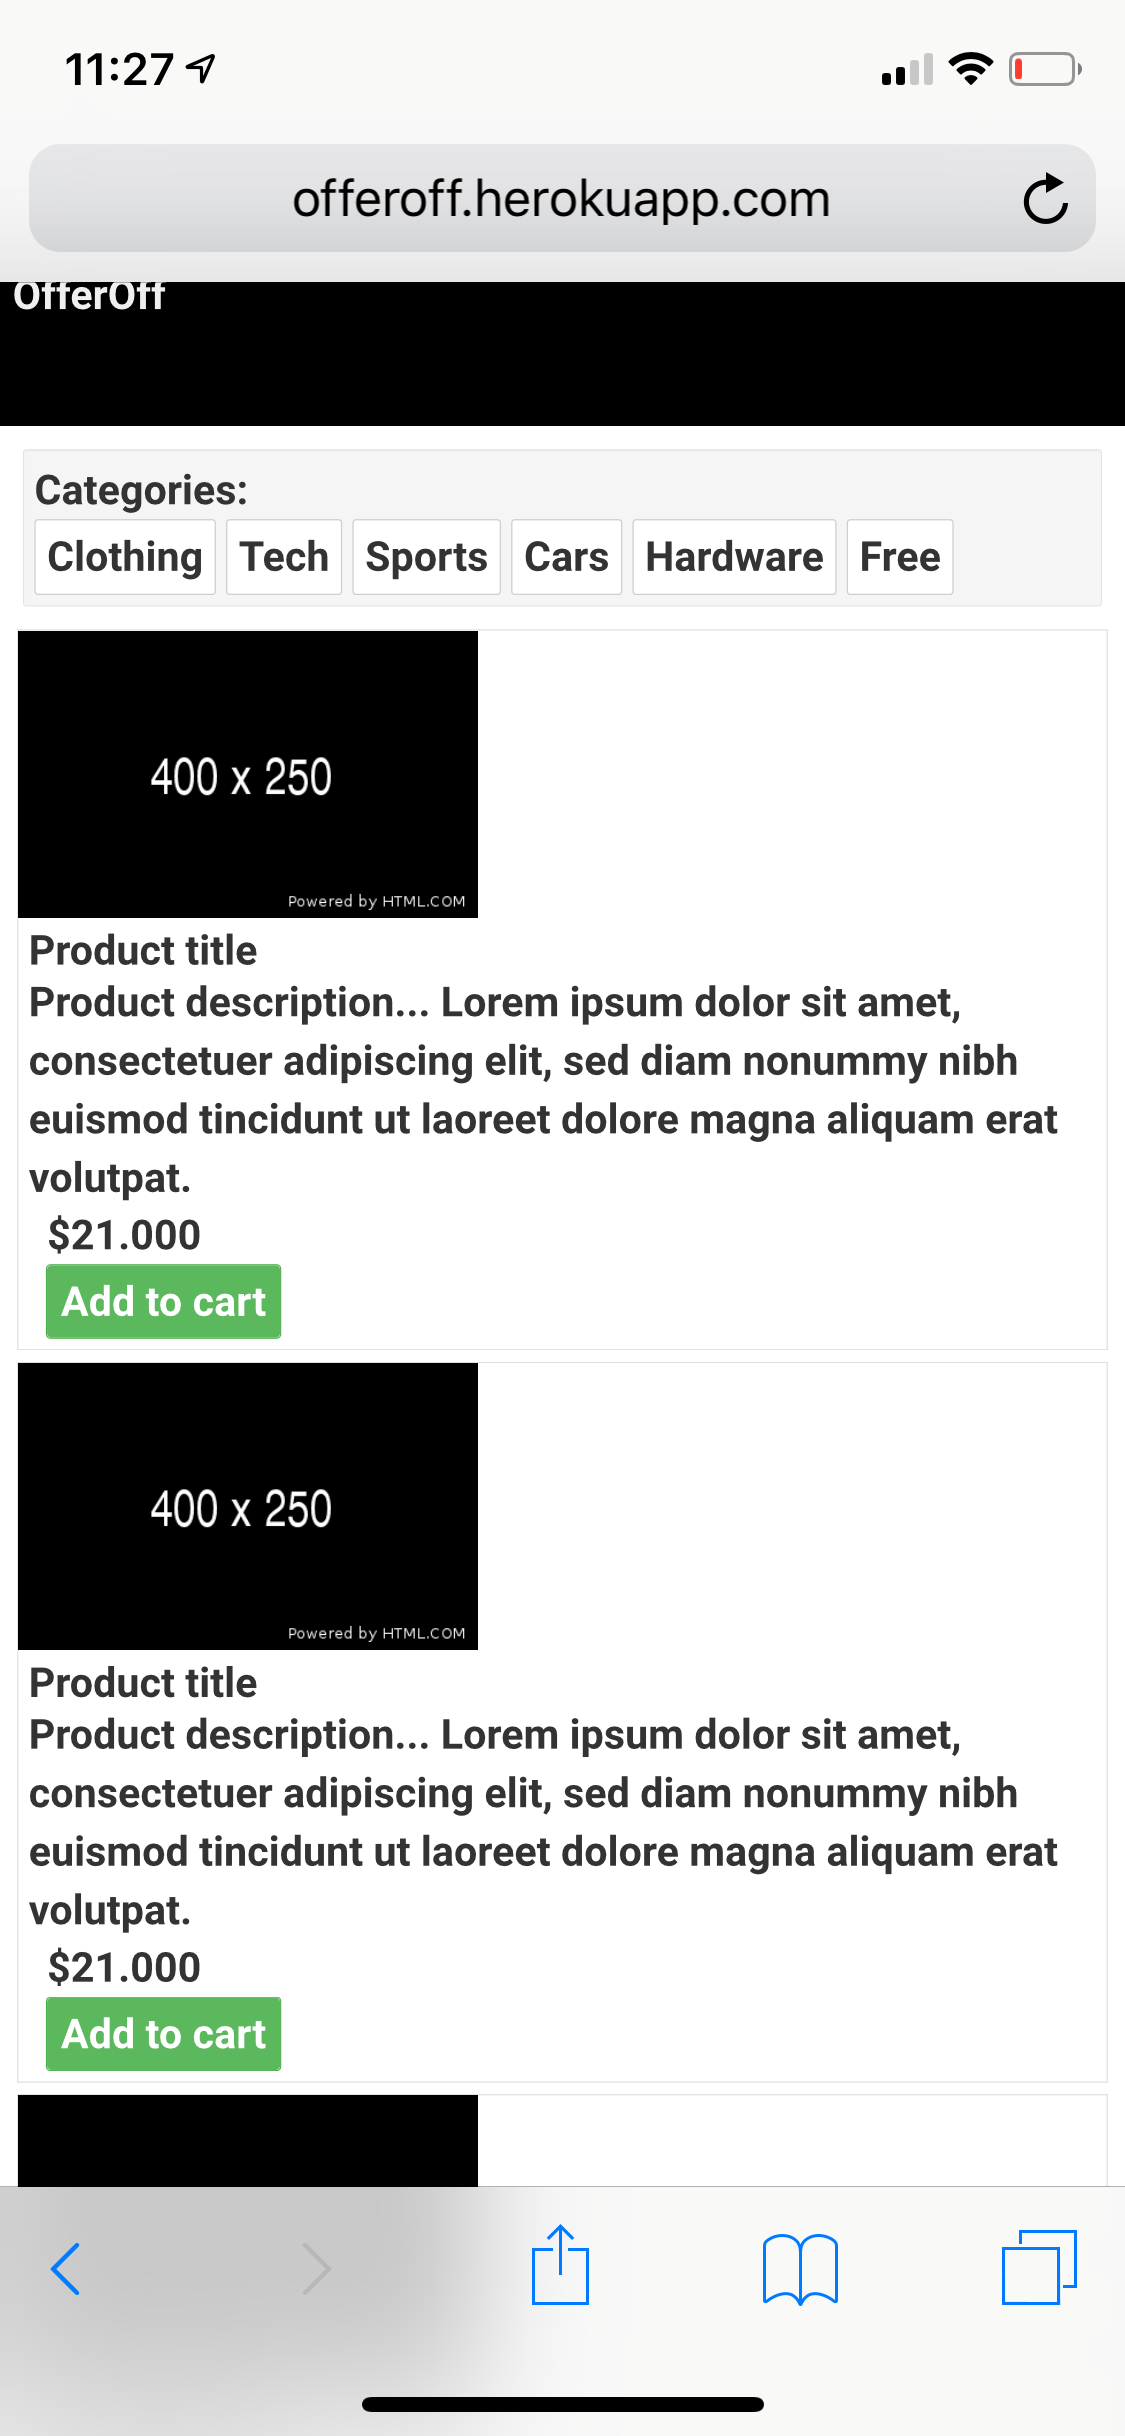 11:27
offeroff.herokuapp.com
OfferOff
Categories:
Clothing Tech Sports Cars Hardware Free
400 x 250
Powered by HTML.COM
Product title
Product description... Lorem ipsum dolor sit amet,
consectetuer adipiscing elit, sed diam nonummy nibh
euismod tincidunt ut laoreet dolore magna aliquam erat
volutpat.
$21.000
Add to cart
400 x 250
Powered by HTML.COM
Product title
Product description... Lorem ipsum dolor sit amet,
consectetuer adipiscing elit, sed diam nonummy nibh
euismod tincidunt ut laoreet dolore magna aliquam erat
volutpat.
$21.000
Add to cart